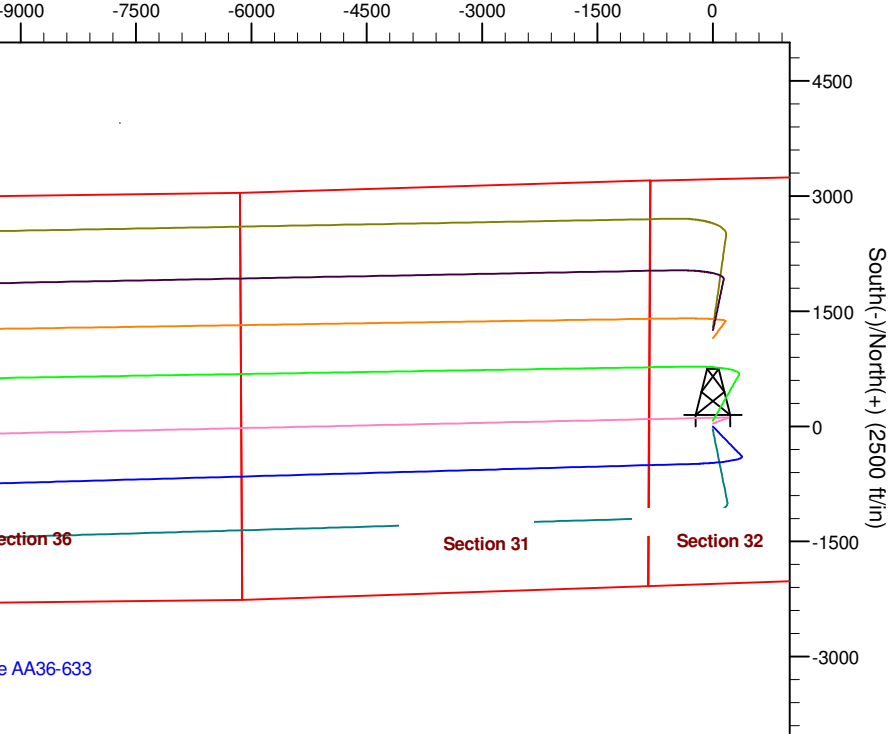 -9000 -7500 -6000 -4500 -3000 -1500 0
4500
3000
1500
0
-1500
-3000
South(-)/North(+) (2500 ft/in)
ection 36
Section 31
Section 32
e AA36-633